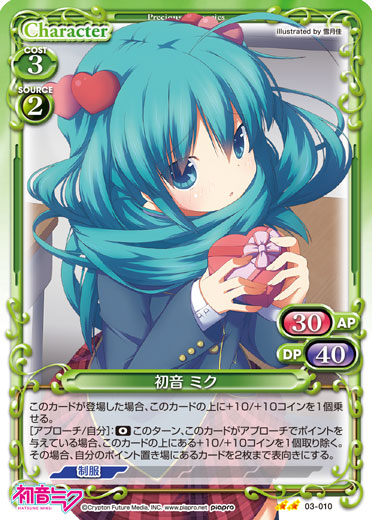 Precious Memories
Character
illustrated by 雪月佳
COST
3
SOURCE
2
30 AP
DP 40
初音 ミク
このカードが登場した場合、このカードの上に+10/+10コインを1個乗
せる。
[アプローチ/自分]:0 このターン、このカードがアプローチでポイントを
与えている場合、このカードの上にある+10/+10コインを1個取り除く。
その場合、自分のポイント置き場にあるカードを2枚まで表向きにする。
制服
初音ミク
HATSUNE MIKU
©Crypton Future Media, INC. www.piapro.net piapro
03-010